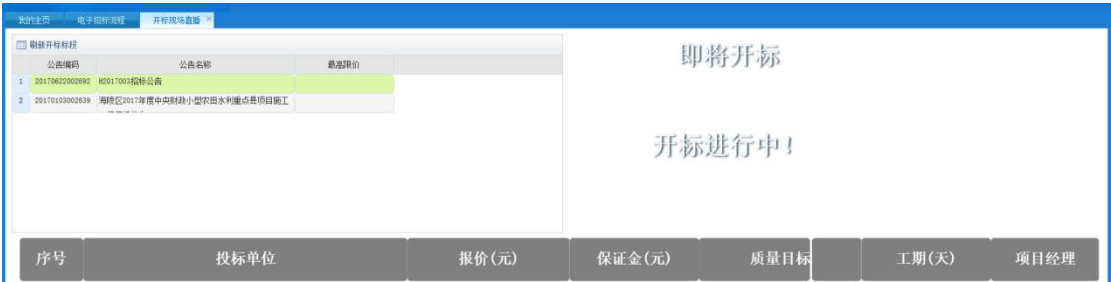 我的主页 电子招标流程 开标现场直播
刷新开标标段
公告编码 公告名称 最高限价
1 20170622002692 H2017003招标公告
2 20170103002639 海陵区2017年度中央财政小型农田水利重点县项目施工
即将开标
开标进行中!
序号 投标单位 报价(元) 保证金(元) 质量目标 工期(天) 项目经理